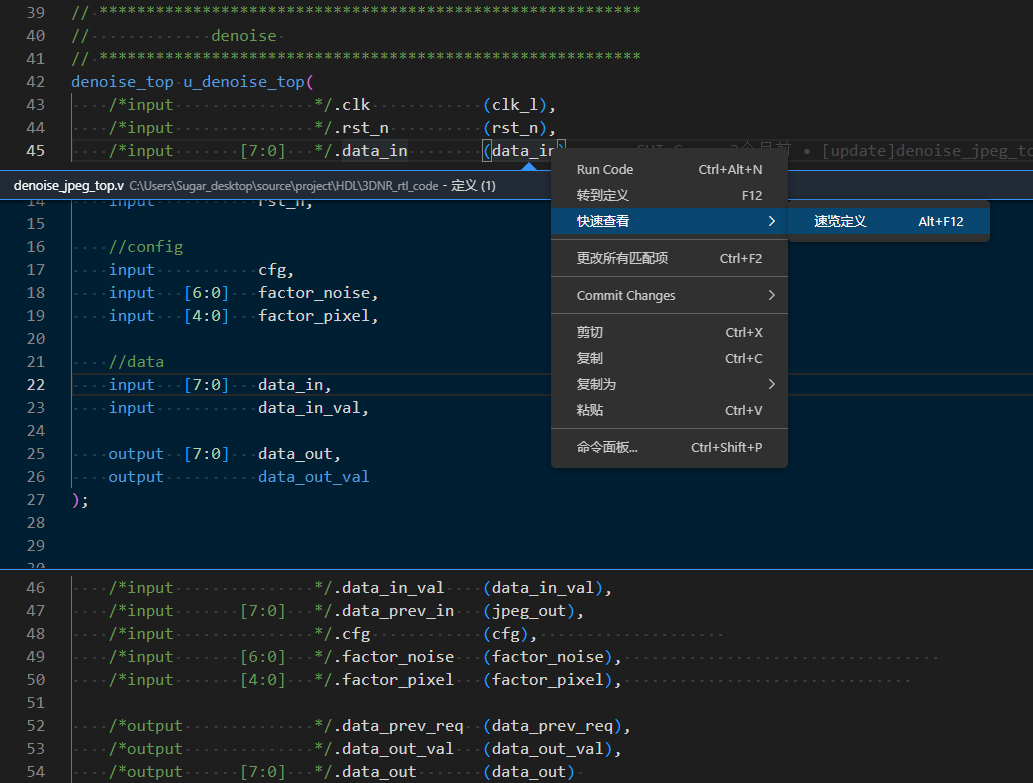 39 // **********************************************************
40 // denoise
41 // **********************************************************
42 denoise_top u_denoise_top(
43 /*input */.clk (clk_l),
44 /*input */.rst_n (rst_n),
45 /*input [7:0] */.data_in (data_in)
2个月前 • [update]denoise_jpeg_to
denoise_jpeg_top.v C:\Users\Sugar_desktop\source\project\HDL\3DNR_rtl_code - 定义 (1)
14 input rst_n,
15
16 //config
17 input cfg,
18 input [6:0] factor_noise,
19 input [4:0] factor_pixel,
20
21 //data
22 input [7:0] data_in,
23 input data_in_val,
24
25 output [7:0] data_out,
26 output data_out_val
27 );
28
29
30
Run Code Ctrl+Alt+N
转到定义 F12
快速查看 >
速览定义 Alt+F12
更改所有匹配项 Ctrl+F2
Commit Changes >
剪切 Ctrl+X
复制 Ctrl+C
复制为 >
粘贴 Ctrl+V
命令面板... Ctrl+Shift+P
46 /*input */.data_in_val (data_in_val),
47 /*input [7:0] */.data_prev_in (jpeg_out),
48 /*input */.cfg (cfg),
49 /*input [6:0] */.factor_noise (factor_noise),
50 /*input [4:0] */.factor_pixel (factor_pixel),
51
52 /*output */.data_prev_req (data_prev_req),
53 /*output */.data_out_val (data_out_val),
54 /*output [7:0] */.data_out (data_out)